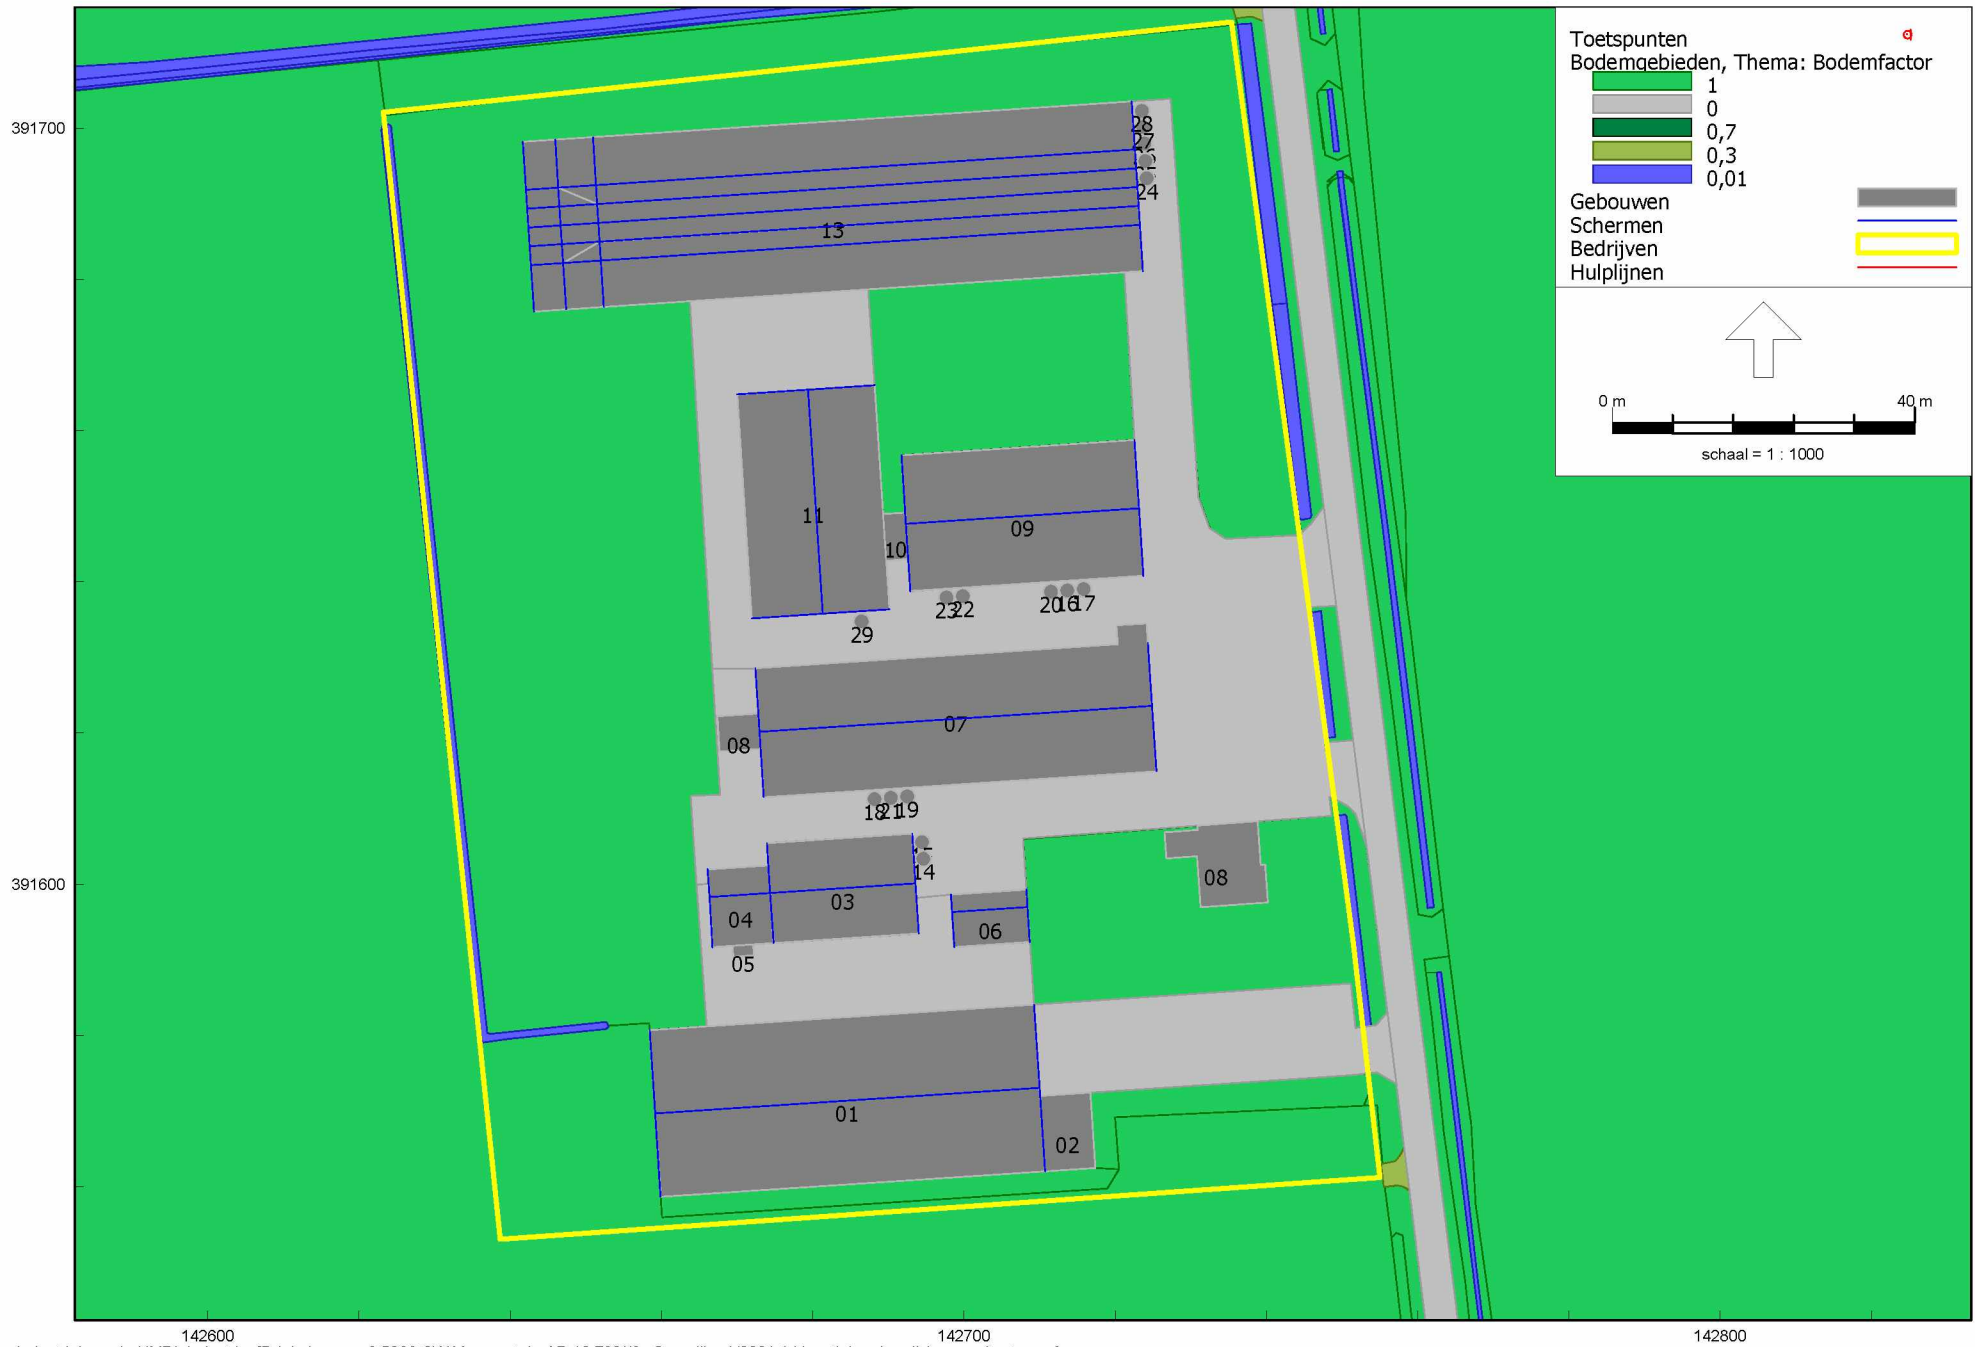 Toetspunten
Bodemgebieden, Thema: Bodemfactor
1
0
0,7
0,3
0,01
Gebouwen
Schermen
Bedrijven
Hulplijnen
0 m 40 m
schaal = 1 : 1000
391700
391600
142600 142700 142800
28
27
24
13
11
10
09
23 22
20 16 17
29
07
08
18 21 19
14
03
04
05
06
08
01
02